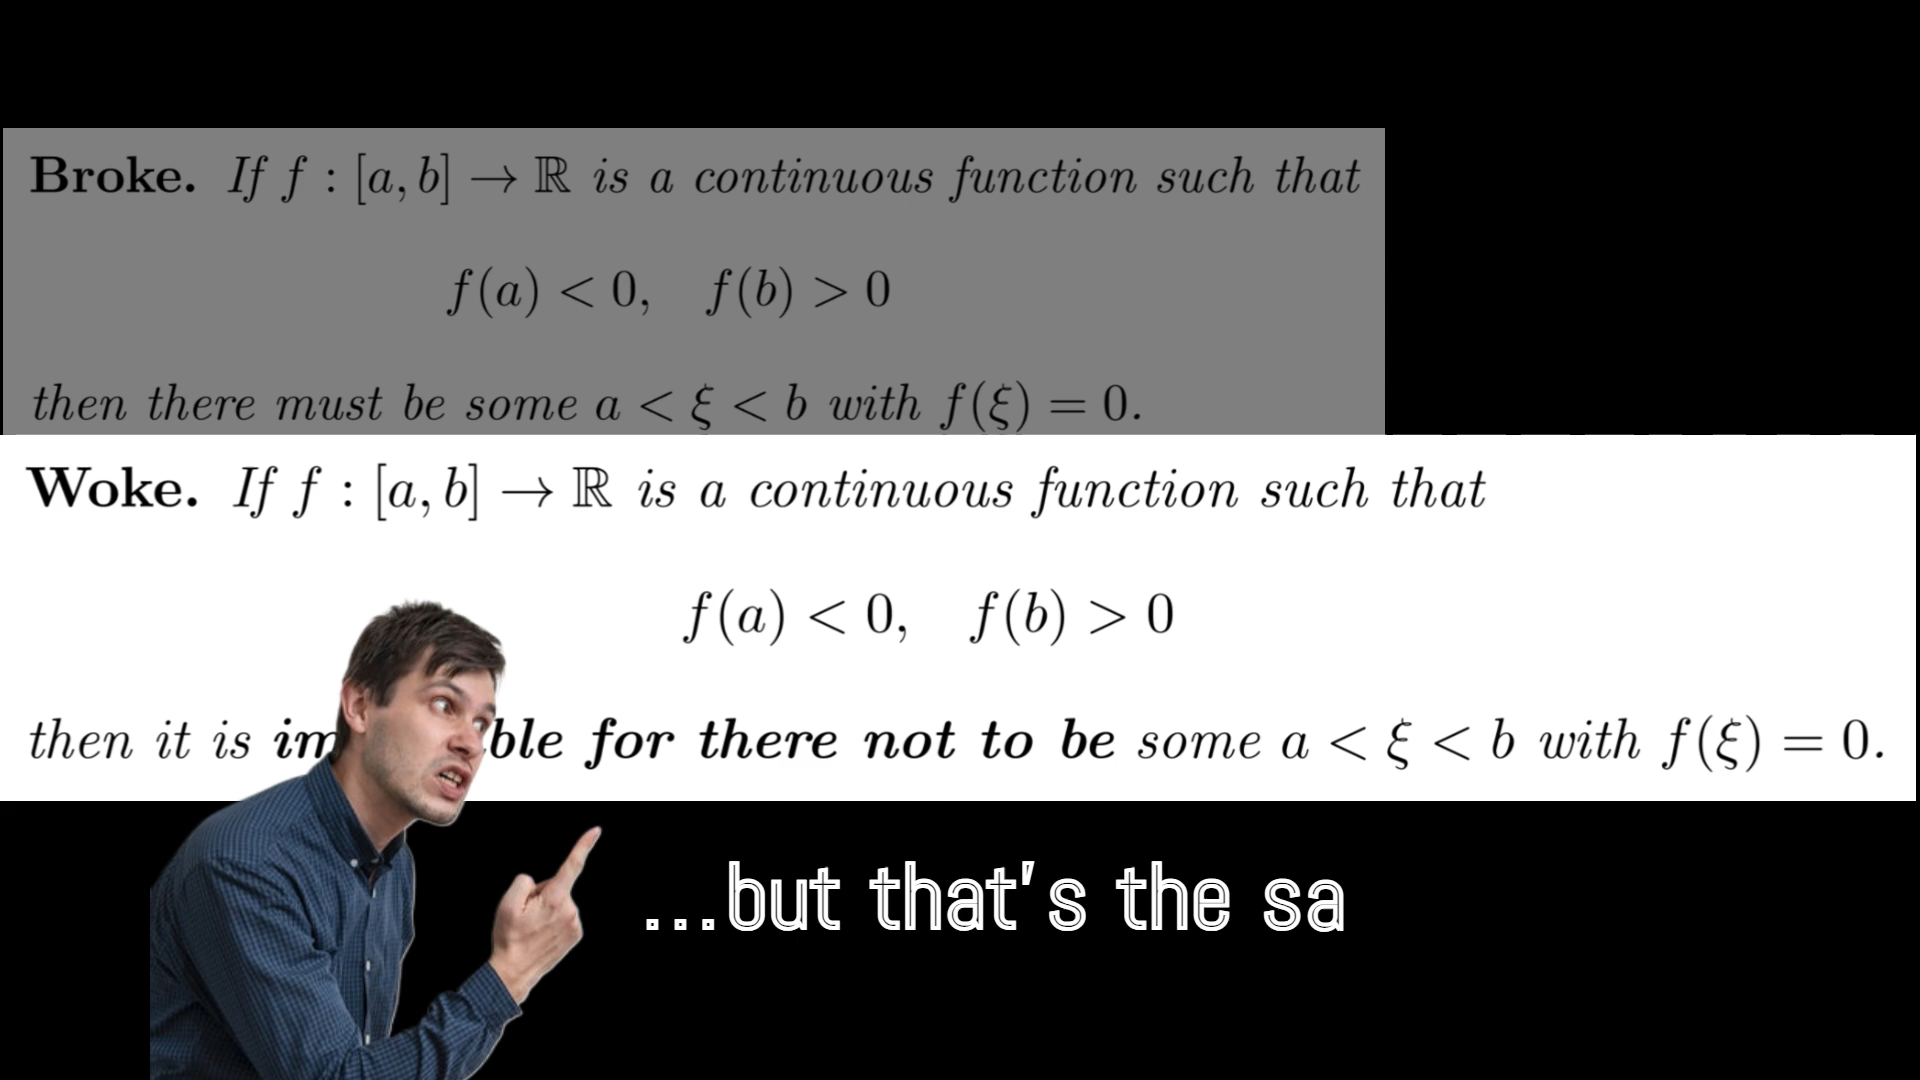 Broke. If f : [a, b] → ℝ is a continuous function such that
f(a) < 0, f(b) > 0
then there must be some a < ξ < b with f(ξ) = 0.
Woke. If f : [a, b] → ℝ is a continuous function such that
f(a) < 0, f(b) > 0
then it is for there not to be some a < ξ < b with f(ξ) = 0.
...but that's the sa